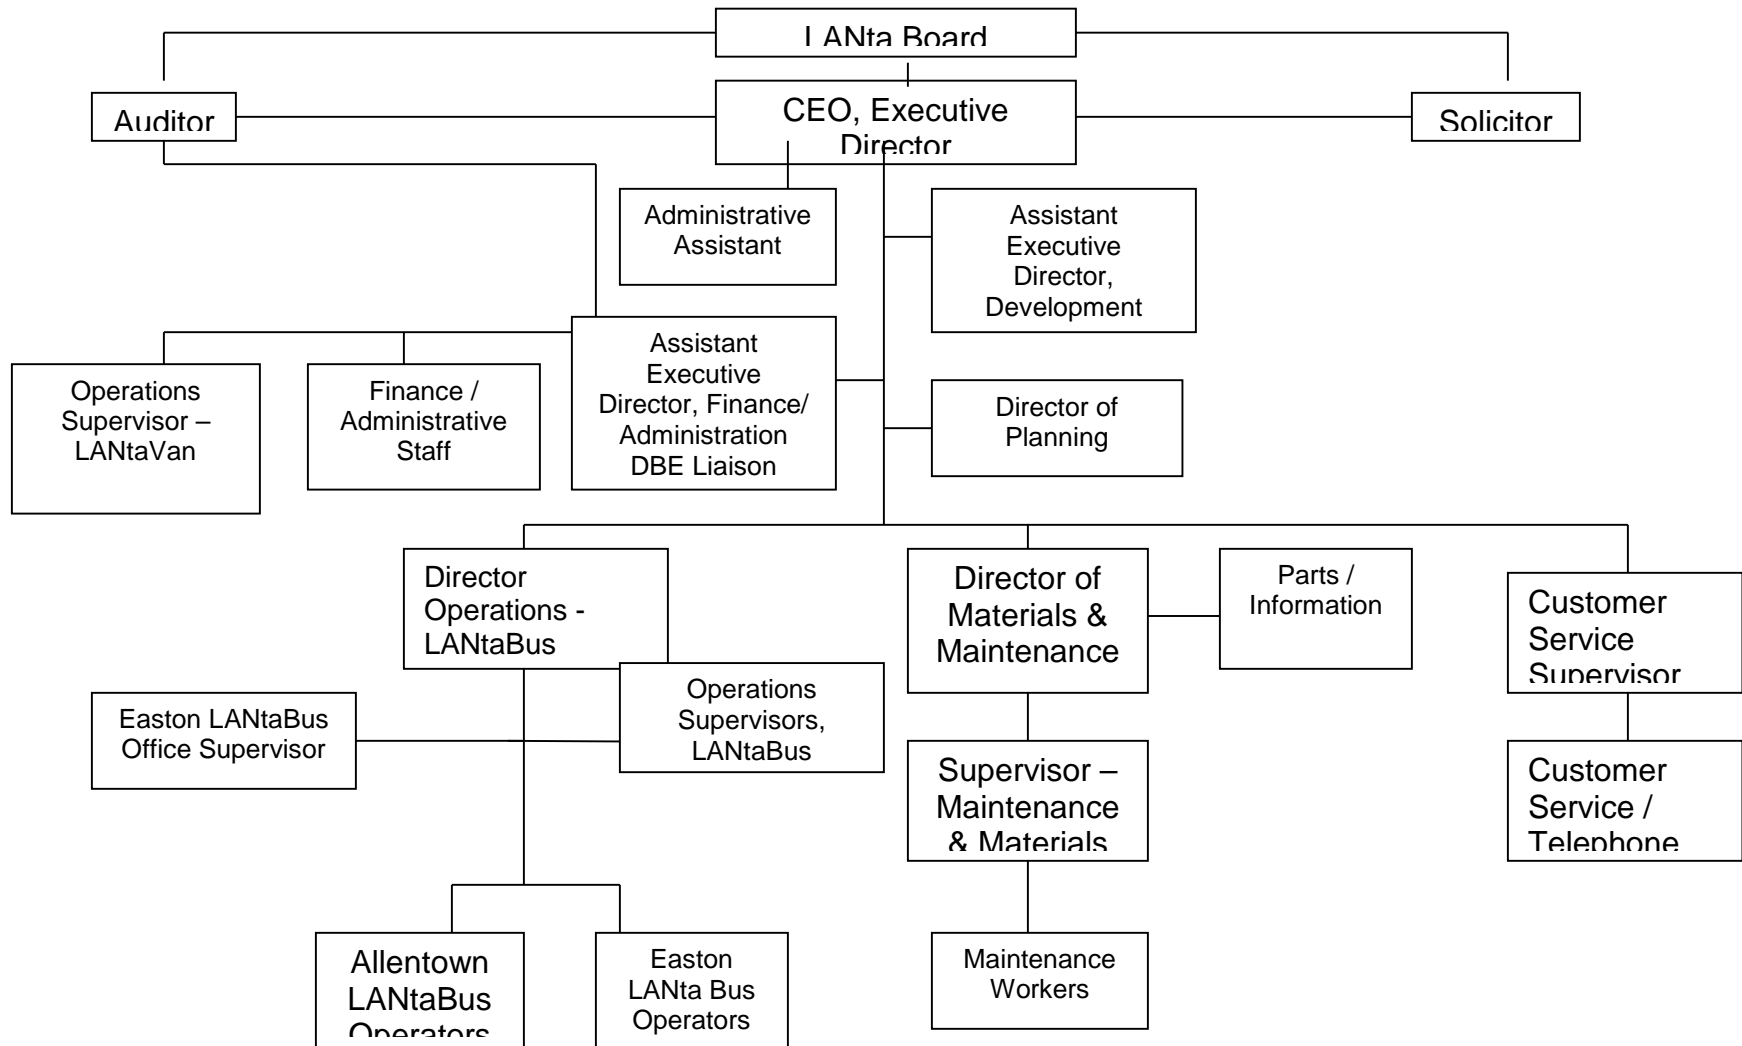 LANta Board
Auditor
CEO, Executive
Director
Solicitor
Administrative
Assistant
Assistant
Executive
Director,
Development
Operations
Supervisor –
LANtaVan
Finance /
Administrative
Staff
Assistant
Executive
Director, Finance/
Administration
DBE Liaison
Director of
Planning
Director
Operations -
LANtaBus
Director of
Materials &
Maintenance
Parts /
Information
Customer
Service
Supervisor
Easton LANtaBus
Office Supervisor
Operations
Supervisors,
LANtaBus
Supervisor –
Maintenance
& Materials
Customer
Service /
Telephone
Allentown
LANtaBus
Operators
Easton
LANta Bus
Operators
Maintenance
Workers